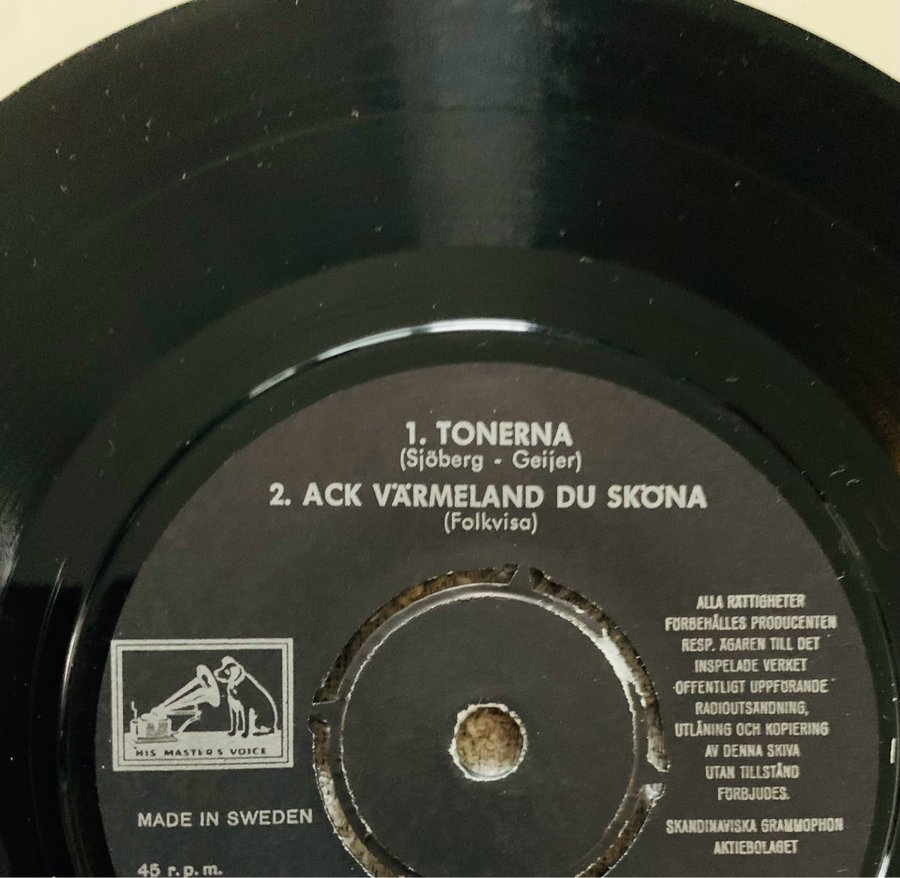 1. TONERNA
(Sjöberg - Geijer)
2. ACK VÄRMELAND DU SKÖNA
(Folkvisa)
HIS MASTER'S VOICE
MADE IN SWEDEN
45 r.p.m.
ALLA RÄTTIGHETER
FÖRBEHÅLLES PRODUCENTEN
RESP. ÄGAREN TILL DET
INSPELADE VERKET
OFFENTLIGT UPPFÖRANDE
RADIOUTSÄNDNING,
UTLÅNING OCH KOPIERING
AV DENNA SKIVA
UTAN TILLSTÅND
FÖRBJUDES.
SKANDINAVISKA GRAMMOPHON
AKTIEBOLAGET